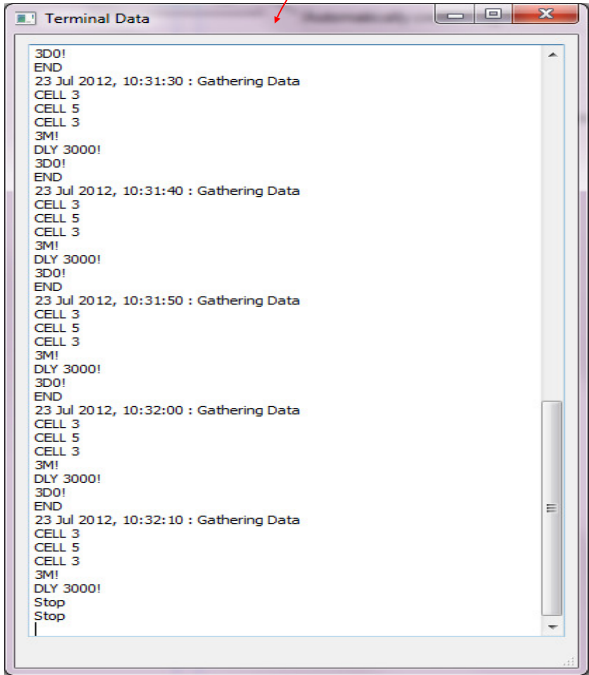 Terminal Data
3D0!
END
23 Jul 2012, 10:31:30 : Gathering Data
CELL 3
CELL 5
CELL 3
3M!
DLY 3000!
3D0!
END
23 Jul 2012, 10:31:40 : Gathering Data
CELL 3
CELL 5
CELL 3
3M!
DLY 3000!
3D0!
END
23 Jul 2012, 10:31:50 : Gathering Data
CELL 3
CELL 5
CELL 3
3M!
DLY 3000!
3D0!
END
23 Jul 2012, 10:32:00 : Gathering Data
CELL 3
CELL 5
CELL 3
3M!
DLY 3000!
3D0!
END
23 Jul 2012, 10:32:10 : Gathering Data
CELL 3
CELL 5
CELL 3
3M!
DLY 3000!
Stop
Stop